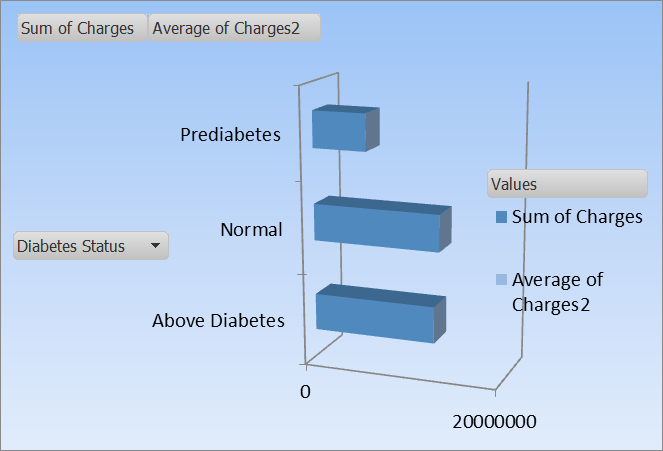 Sum of Charges
Average of Charges2
Prediabetes
Values
Sum of Charges
Normal
Diabetes Status
Average of
Charges2
Above Diabetes
0
20000000